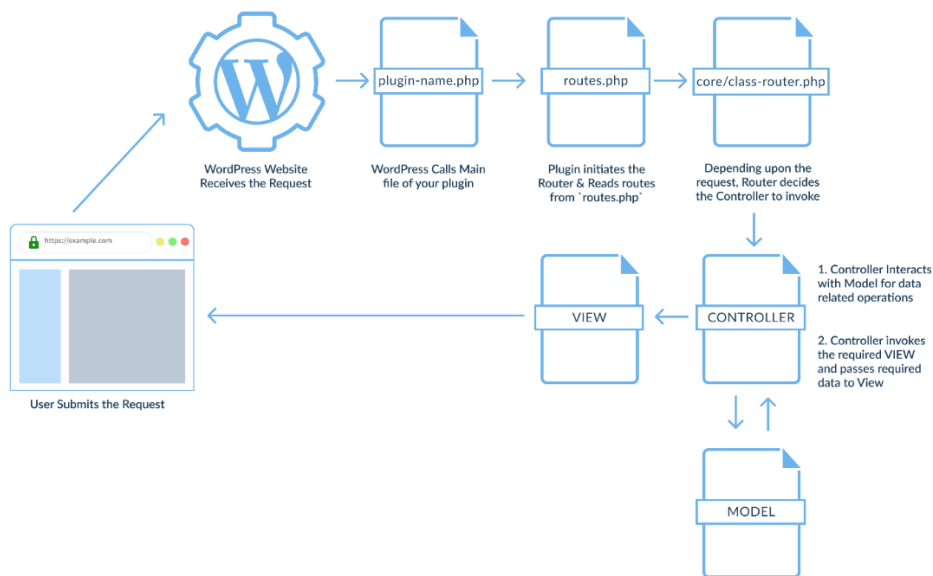 plugin-name.php
routes.php
core/class-router.php
WordPress Website
Receives the Request
WordPress Calls Main
file of your plugin
Plugin initiates the
Router & Reads routes
from `routes.php`
Depending upon the
request, Router decides
the Controller to invoke
https://example.com
User Submits the Request
VIEW
CONTROLLER
1. Controller Interacts
with Model for data
related operations
2. Controller invokes
the required VIEW
and passes required
data to View
MODEL